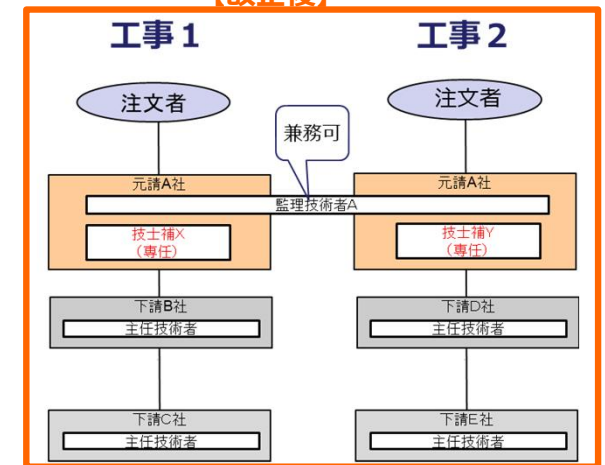 【改正後】
工事1 工事2
注文者 注文者
兼務可
元請A社 元請A社
監理技術者A
技士補X 技士補Y
（専任） （専任）
下請B社 下請D社
主任技術者 主任技術者
下請C社 下請E社
主任技術者 主任技術者